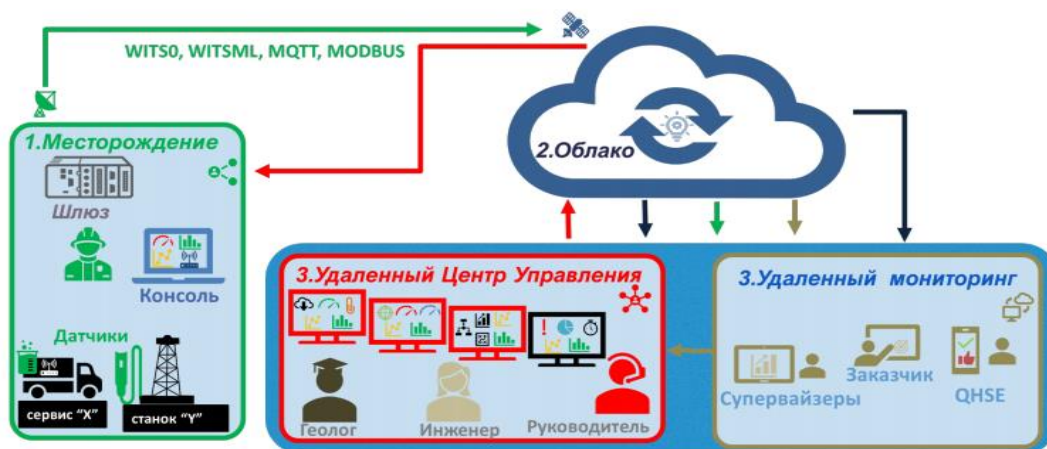 WITS0, WITSML, MQTT, MODBUS
1.Месторождение
Шлюз
Консоль
Датчики
сервис "X"
станок "Y"
2.Облако
3.Удаленный Центр Управления
Геолог
Инженер
Руководитель
3.Удаленный мониторинг
Супервайзеры
Заказчик
QHSE